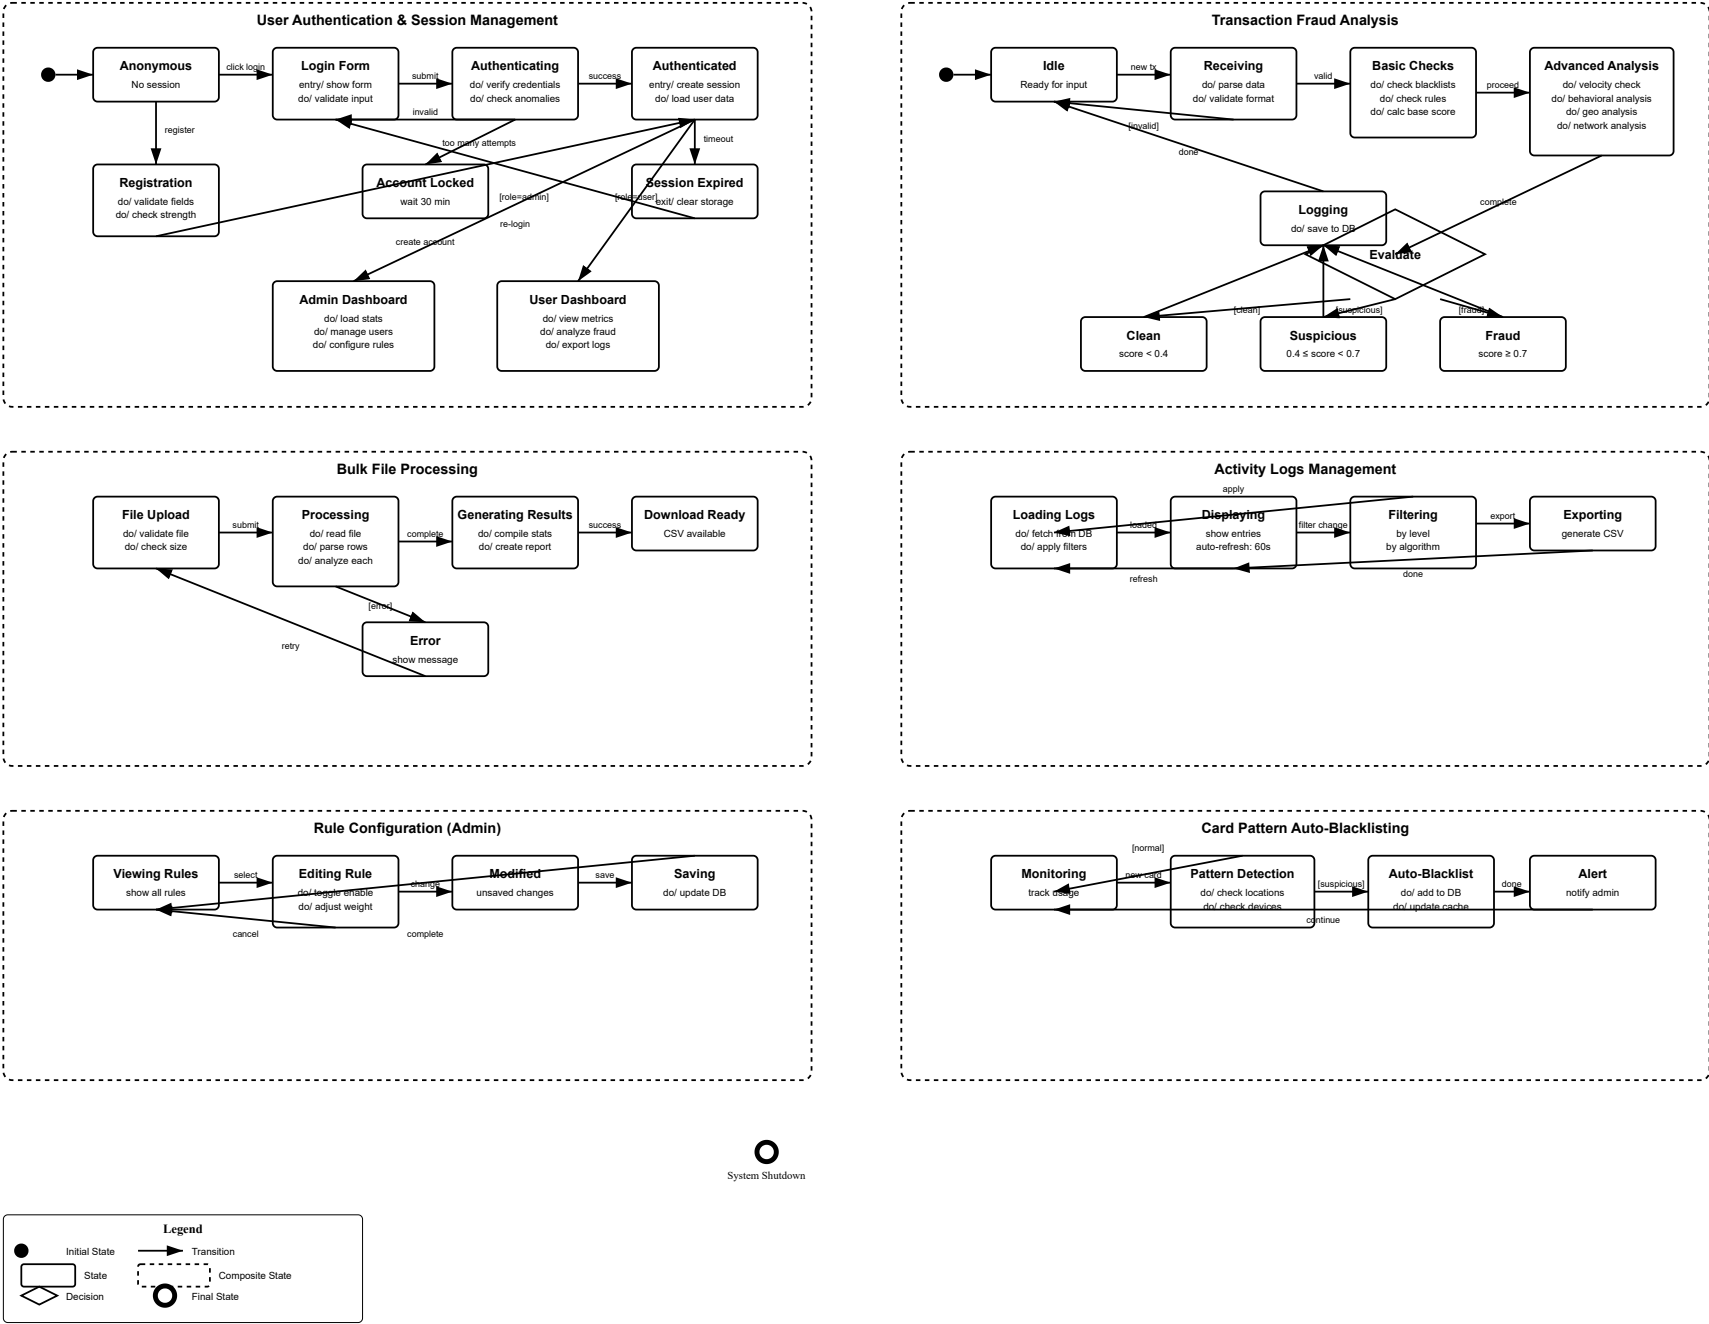 User Authentication & Session Management
Anonymous
No session
click login
Login Form
entry/ show form
do/ validate input
submit
Authenticating
do/ verify credentials
do/ check anomalies
success
Authenticated
entry/ create session
do/ load user data
register
invalid
too many attempts
timeout
Registration
do/ validate fields
do/ check strength
Account Locked
wait 30 min
[role=admin]
[role=user]
Session Expired
exit/ clear storage
re-login
create account
Admin Dashboard
do/ load stats
do/ manage users
do/ configure rules
User Dashboard
do/ view metrics
do/ analyze fraud
do/ export logs
Transaction Fraud Analysis
Idle
Ready for input
new tx
Receiving
do/ parse data
do/ validate format
valid
Basic Checks
do/ check blacklists
do/ check rules
do/ calc base score
proceed
Advanced Analysis
do/ velocity check
do/ behavioral analysis
do/ geo analysis
do/ network analysis
[invalid]
done
complete
Logging
do/ save to DB
Evaluate
[clean]
[suspicious]
[fraud]
Clean
score < 0.4
Suspicious
0.4 ≤ score < 0.7
Fraud
score ≥ 0.7
Bulk File Processing
File Upload
do/ validate file
do/ check size
submit
Processing
do/ read file
do/ parse rows
do/ analyze each
complete
Generating Results
do/ compile stats
do/ create report
success
Download Ready
CSV available
[error]
Error
show message
retry
Activity Logs Management
apply
Loading Logs
do/ fetch from DB
do/ apply filters
loaded
Displaying
show entries
auto-refresh: 60s
filter change
Filtering
by level
by algorithm
export
Exporting
generate CSV
refresh
done
Rule Configuration (Admin)
Viewing Rules
show all rules
select
Editing Rule
do/ toggle enable
do/ adjust weight
change
Modified
unsaved changes
save
Saving
do/ update DB
cancel
complete
Card Pattern Auto-Blacklisting
[normal]
Monitoring
track usage
new card
Pattern Detection
do/ check locations
do/ check devices
[suspicious]
Auto-Blacklist
do/ add to DB
do/ update cache
done
Alert
notify admin
continue
System Shutdown
Legend
Initial State
Transition
State
Composite State
Decision
Final State